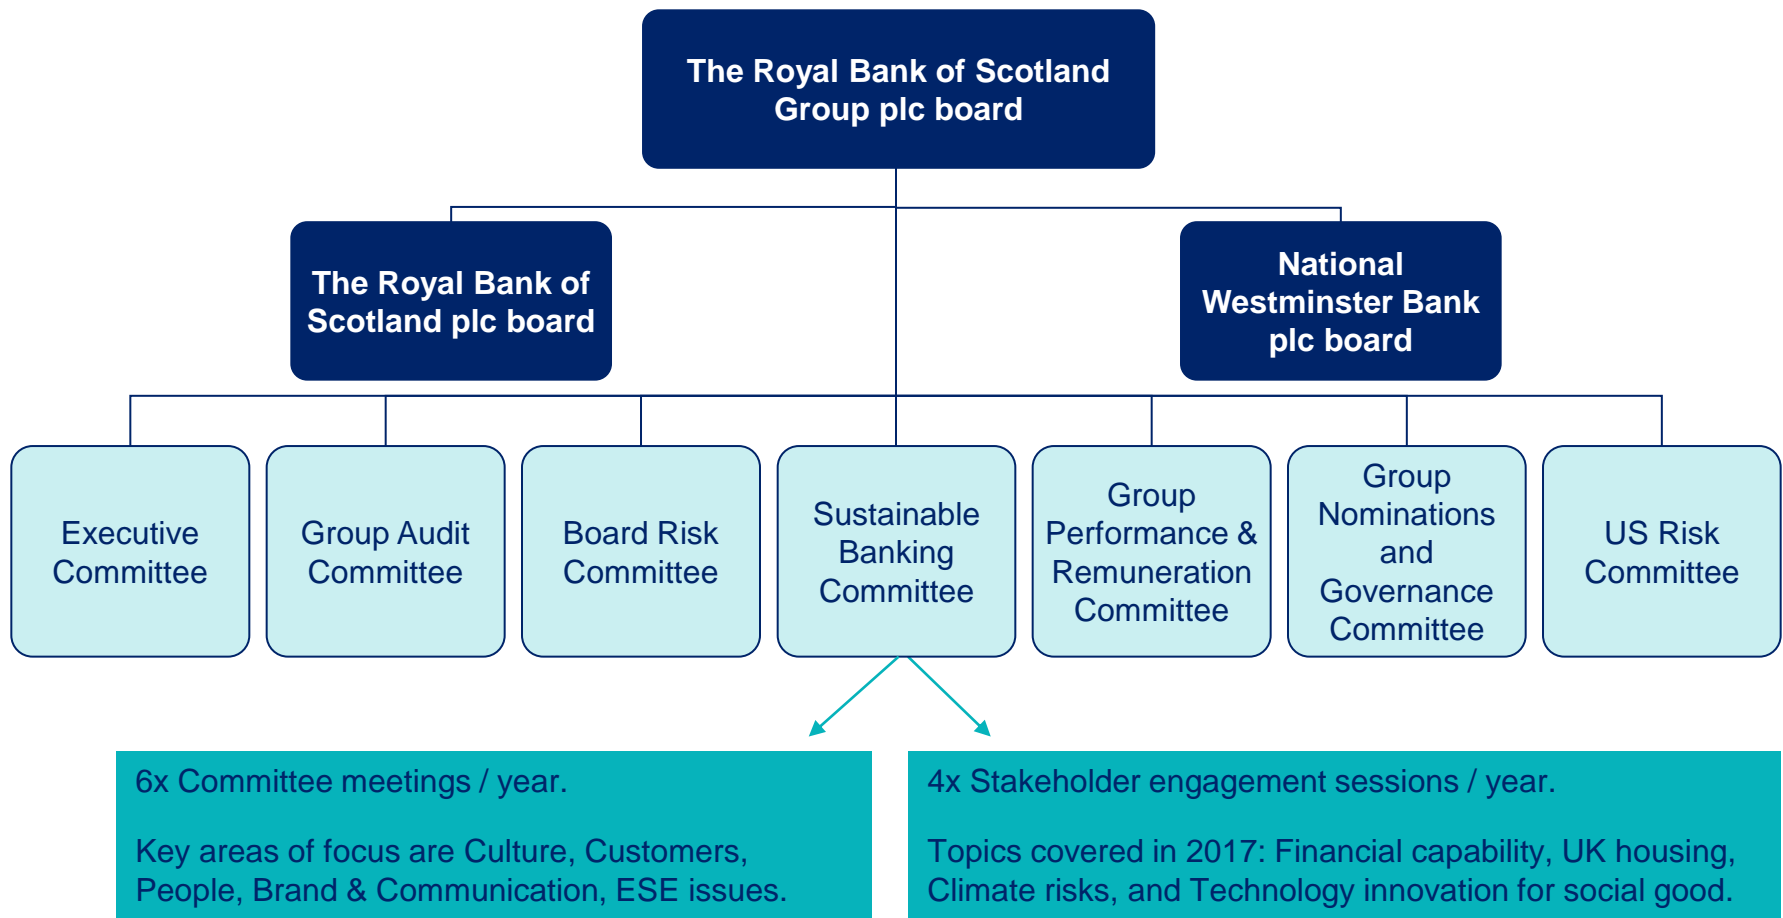 The Royal Bank of Scotland
Group plc board
The Royal Bank of
Scotland plc board
National
Westminster Bank
plc board
Executive
Committee
Group Audit
Committee
Board Risk
Committee
Sustainable
Banking
Committee
Group
Performance &
Remuneration
Committee
Group
Nominations
and
Governance
Committee
US Risk
Committee
6x Committee meetings / year.
Key areas of focus are Culture, Customers,
People, Brand & Communication, ESE issues.
4x Stakeholder engagement sessions / year.
Topics covered in 2017: Financial capability, UK housing,
Climate risks, and Technology innovation for social good.